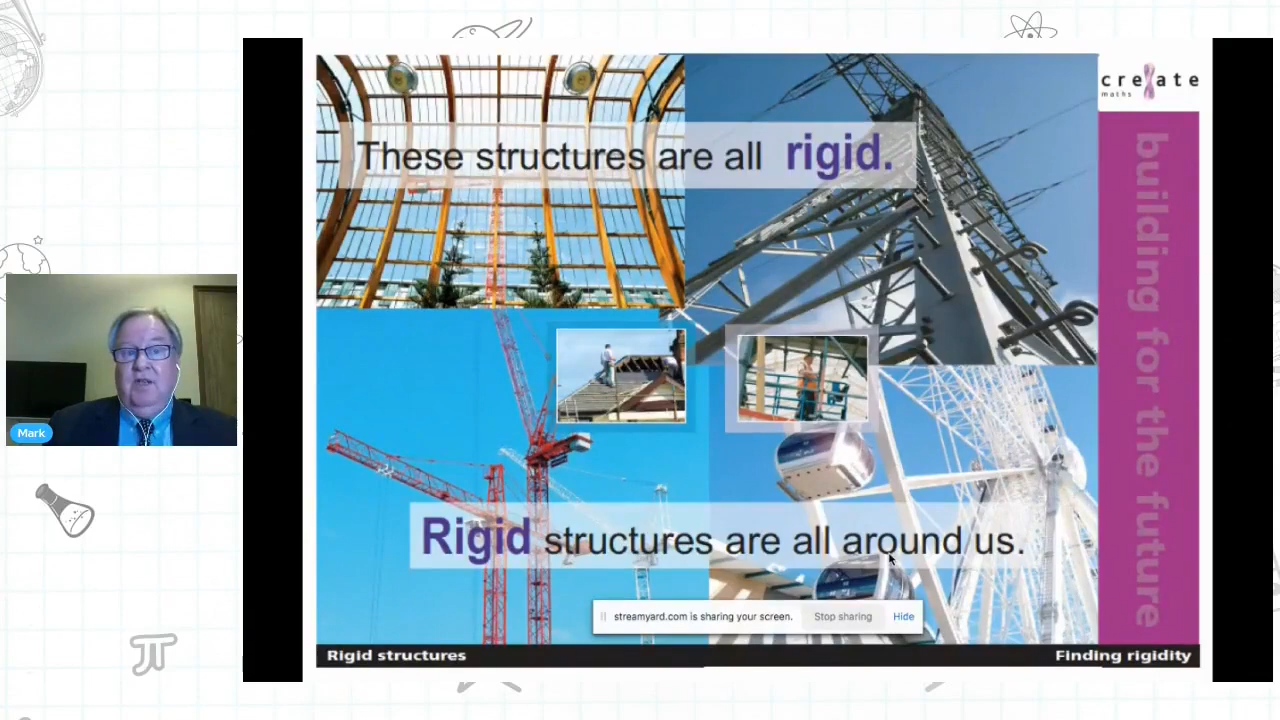 cre ate
maths
These structures are all rigid.
building for the future
Mark
Rigid structures are all around us.
streamyard.com is sharing your screen. Stop sharing Hide
Rigid structures Finding rigidity